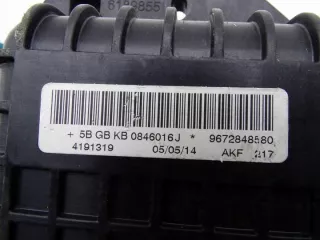 + 5B GB KB 0846016J * 9672848580
4191319 05/05/14 AKF 217